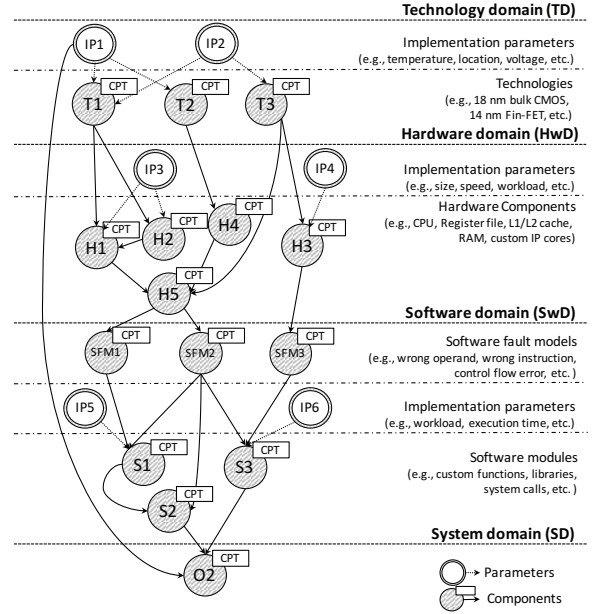 Technology domain (TD)
IP1
IP2
Implementation parameters
(e.g., temperature, location, voltage, etc.)
CPT
CPT
CPT
T1
T2
T3
Technologies
(e.g., 18 nm bulk CMOS,
14 nm Fin-FET, etc.)
Hardware domain (HwD)
IP3
IP4
Implementation parameters
(e.g., size, speed, workload, etc.)
CPT
CPT
CPT
CPT
H1
H2
H4
H3
Hardware Components
(e.g., CPU, Register file, L1/L2 cache,
RAM, custom IP cores)
CPT
H5
Software domain (SwD)
CPT
CPT
CPT
SFM1
SFM2
SFM3
Software fault models
(e.g., wrong operand, wrong instruction,
control flow error, etc. )
IP5
IP6
Implementation parameters
(e.g., workload, execution time, etc.)
CPT
CPT
S1
S3
Software modules
(e.g., custom functions, libraries,
system calls, etc. )
CPT
S2
System domain (SD)
CPT
O2
Parameters
Components